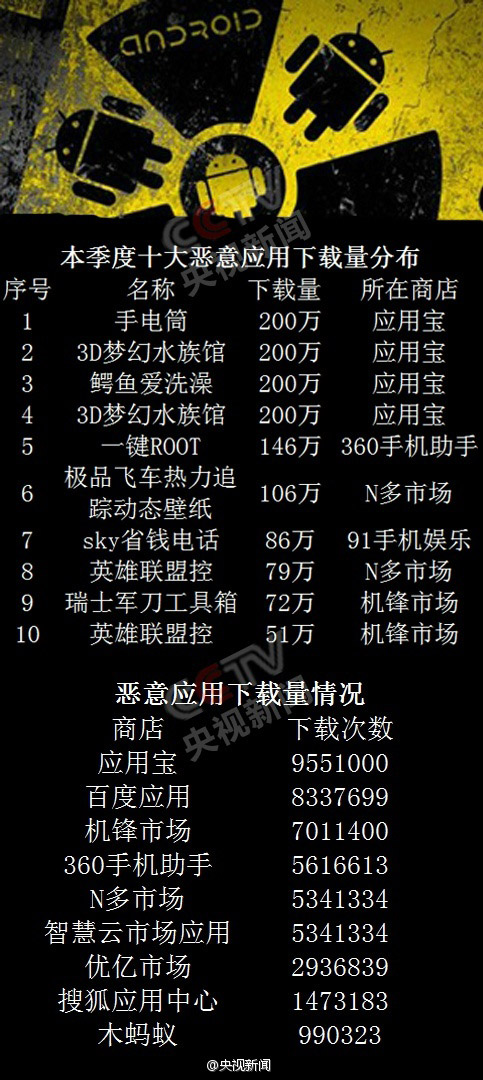 ANDROID
CCTV
央视新闻
本季度十大恶意应用下载量分布
序号 名称 下载量 所在商店
1 手电筒 200万 应用宝
2 3D梦幻水族馆 200万 应用宝
3 鳄鱼爱洗澡 200万 应用宝
4 3D梦幻水族馆 200万 应用宝
5 一键ROOT 146万 360手机助手
6 极品飞车热力追 106万 N多市场
踪动态壁纸
7 sky省钱电话 86万 91手机娱乐
8 英雄联盟控 79万 N多市场
9 瑞士军刀工具箱 72万 机锋市场
10 英雄联盟控 51万 机锋市场
CCTV
央视新闻
恶意应用下载量情况
商店 下载次数
应用宝 9551000
百度应用 8337699
机锋市场 7011400
360手机助手 5616613
N多市场 5341334
智慧云市场应用 5341334
优亿市场 2936839
搜狐应用中心 1473183
木蚂蚁 990323
@央视新闻